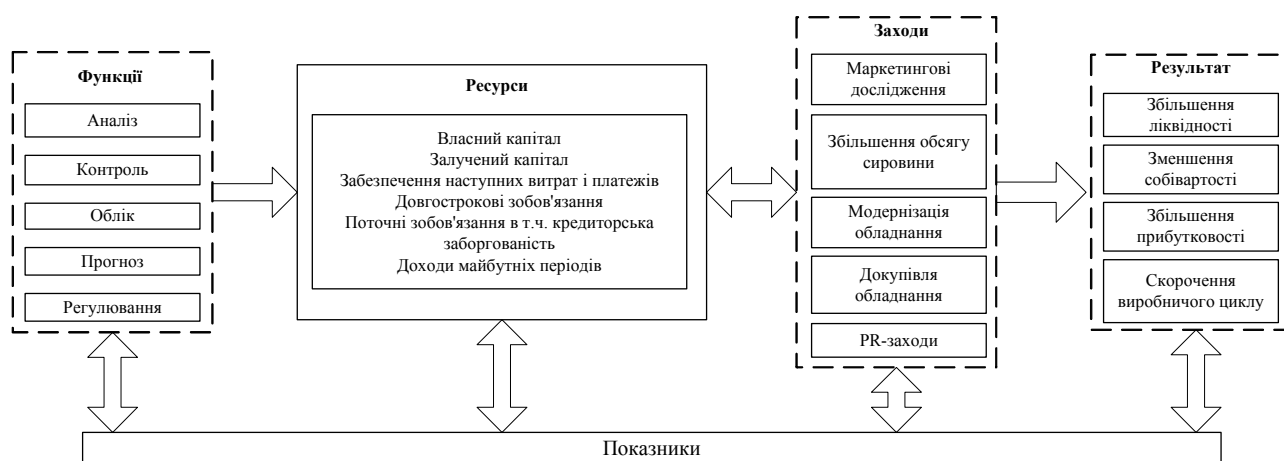 Функції
Аналіз
Контроль
Облік
Прогноз
Регулювання
Ресурси
Власний капітал
Залучений капітал
Забезпечення наступних витрат і платежів
Довгострокові зобов'язання
Поточні зобов'язання в т.ч. кредиторська
заборгованість
Доходи майбутніх періодів
Заходи
Маркетингові
дослідження
Збільшення обсягу
сировини
Модернізація
обладнання
Докупівля
обладнання
PR-заходи
Результат
Збільшення
ліквідності
Зменшення
собівартості
Збільшення
прибутковості
Скорочення
виробничого циклу
Показники